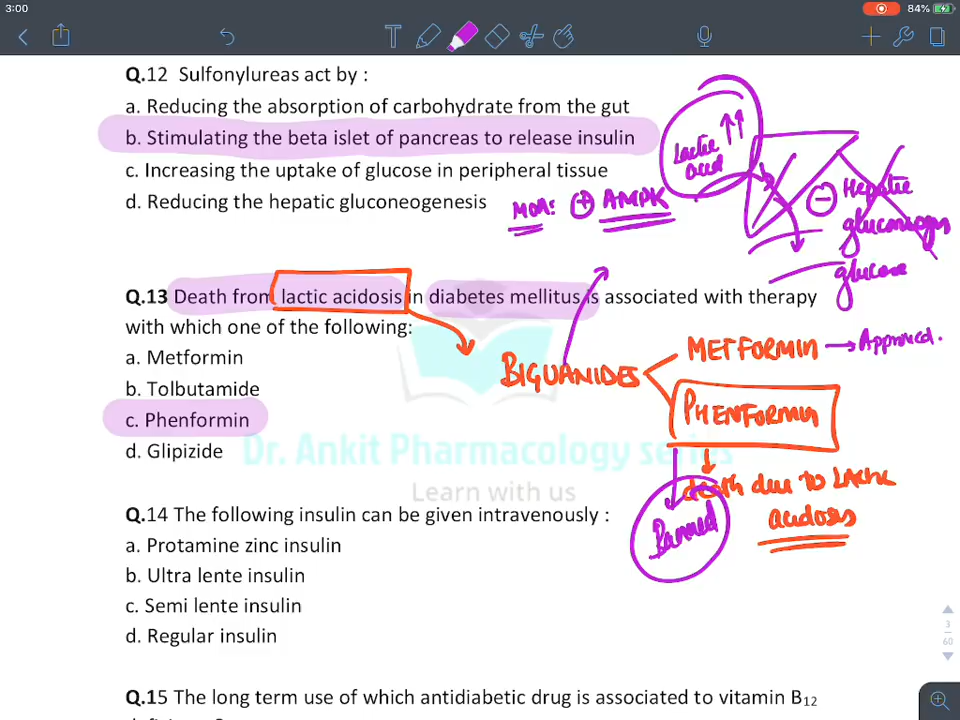 3:00
84%
Q.12 Sulfonylureas act by :
a. Reducing the absorption of carbohydrate from the gut
b. Stimulating the beta islet of pancreas to release insulin
c. Increasing the uptake of glucose in peripheral tissue
d. Reducing the hepatic gluconeogenesis
MOA: ⊕ AMPK
Lactic acid ↑↑
⊖ Hepatic
glucose
Q.13 Death from lactic acidosis in diabetes mellitus is associated with therapy
with which one of the following:
a. Metformin
b. Tolbutamide
c. Phenformin
d. Glipizide
BIGUANIDES
METFORMIN → Approved.
PHENFORMIN
death due to Lactic
acidosis
Banned
Dr. Ankit Pharmacology series
Learn with us
Q.14 The following insulin can be given intravenously :
a. Protamine zinc insulin
b. Ultra lente insulin
c. Semi lente insulin
d. Regular insulin
3
60
Q.15 The long term use of which antidiabetic drug is associated to vitamin B₁₂